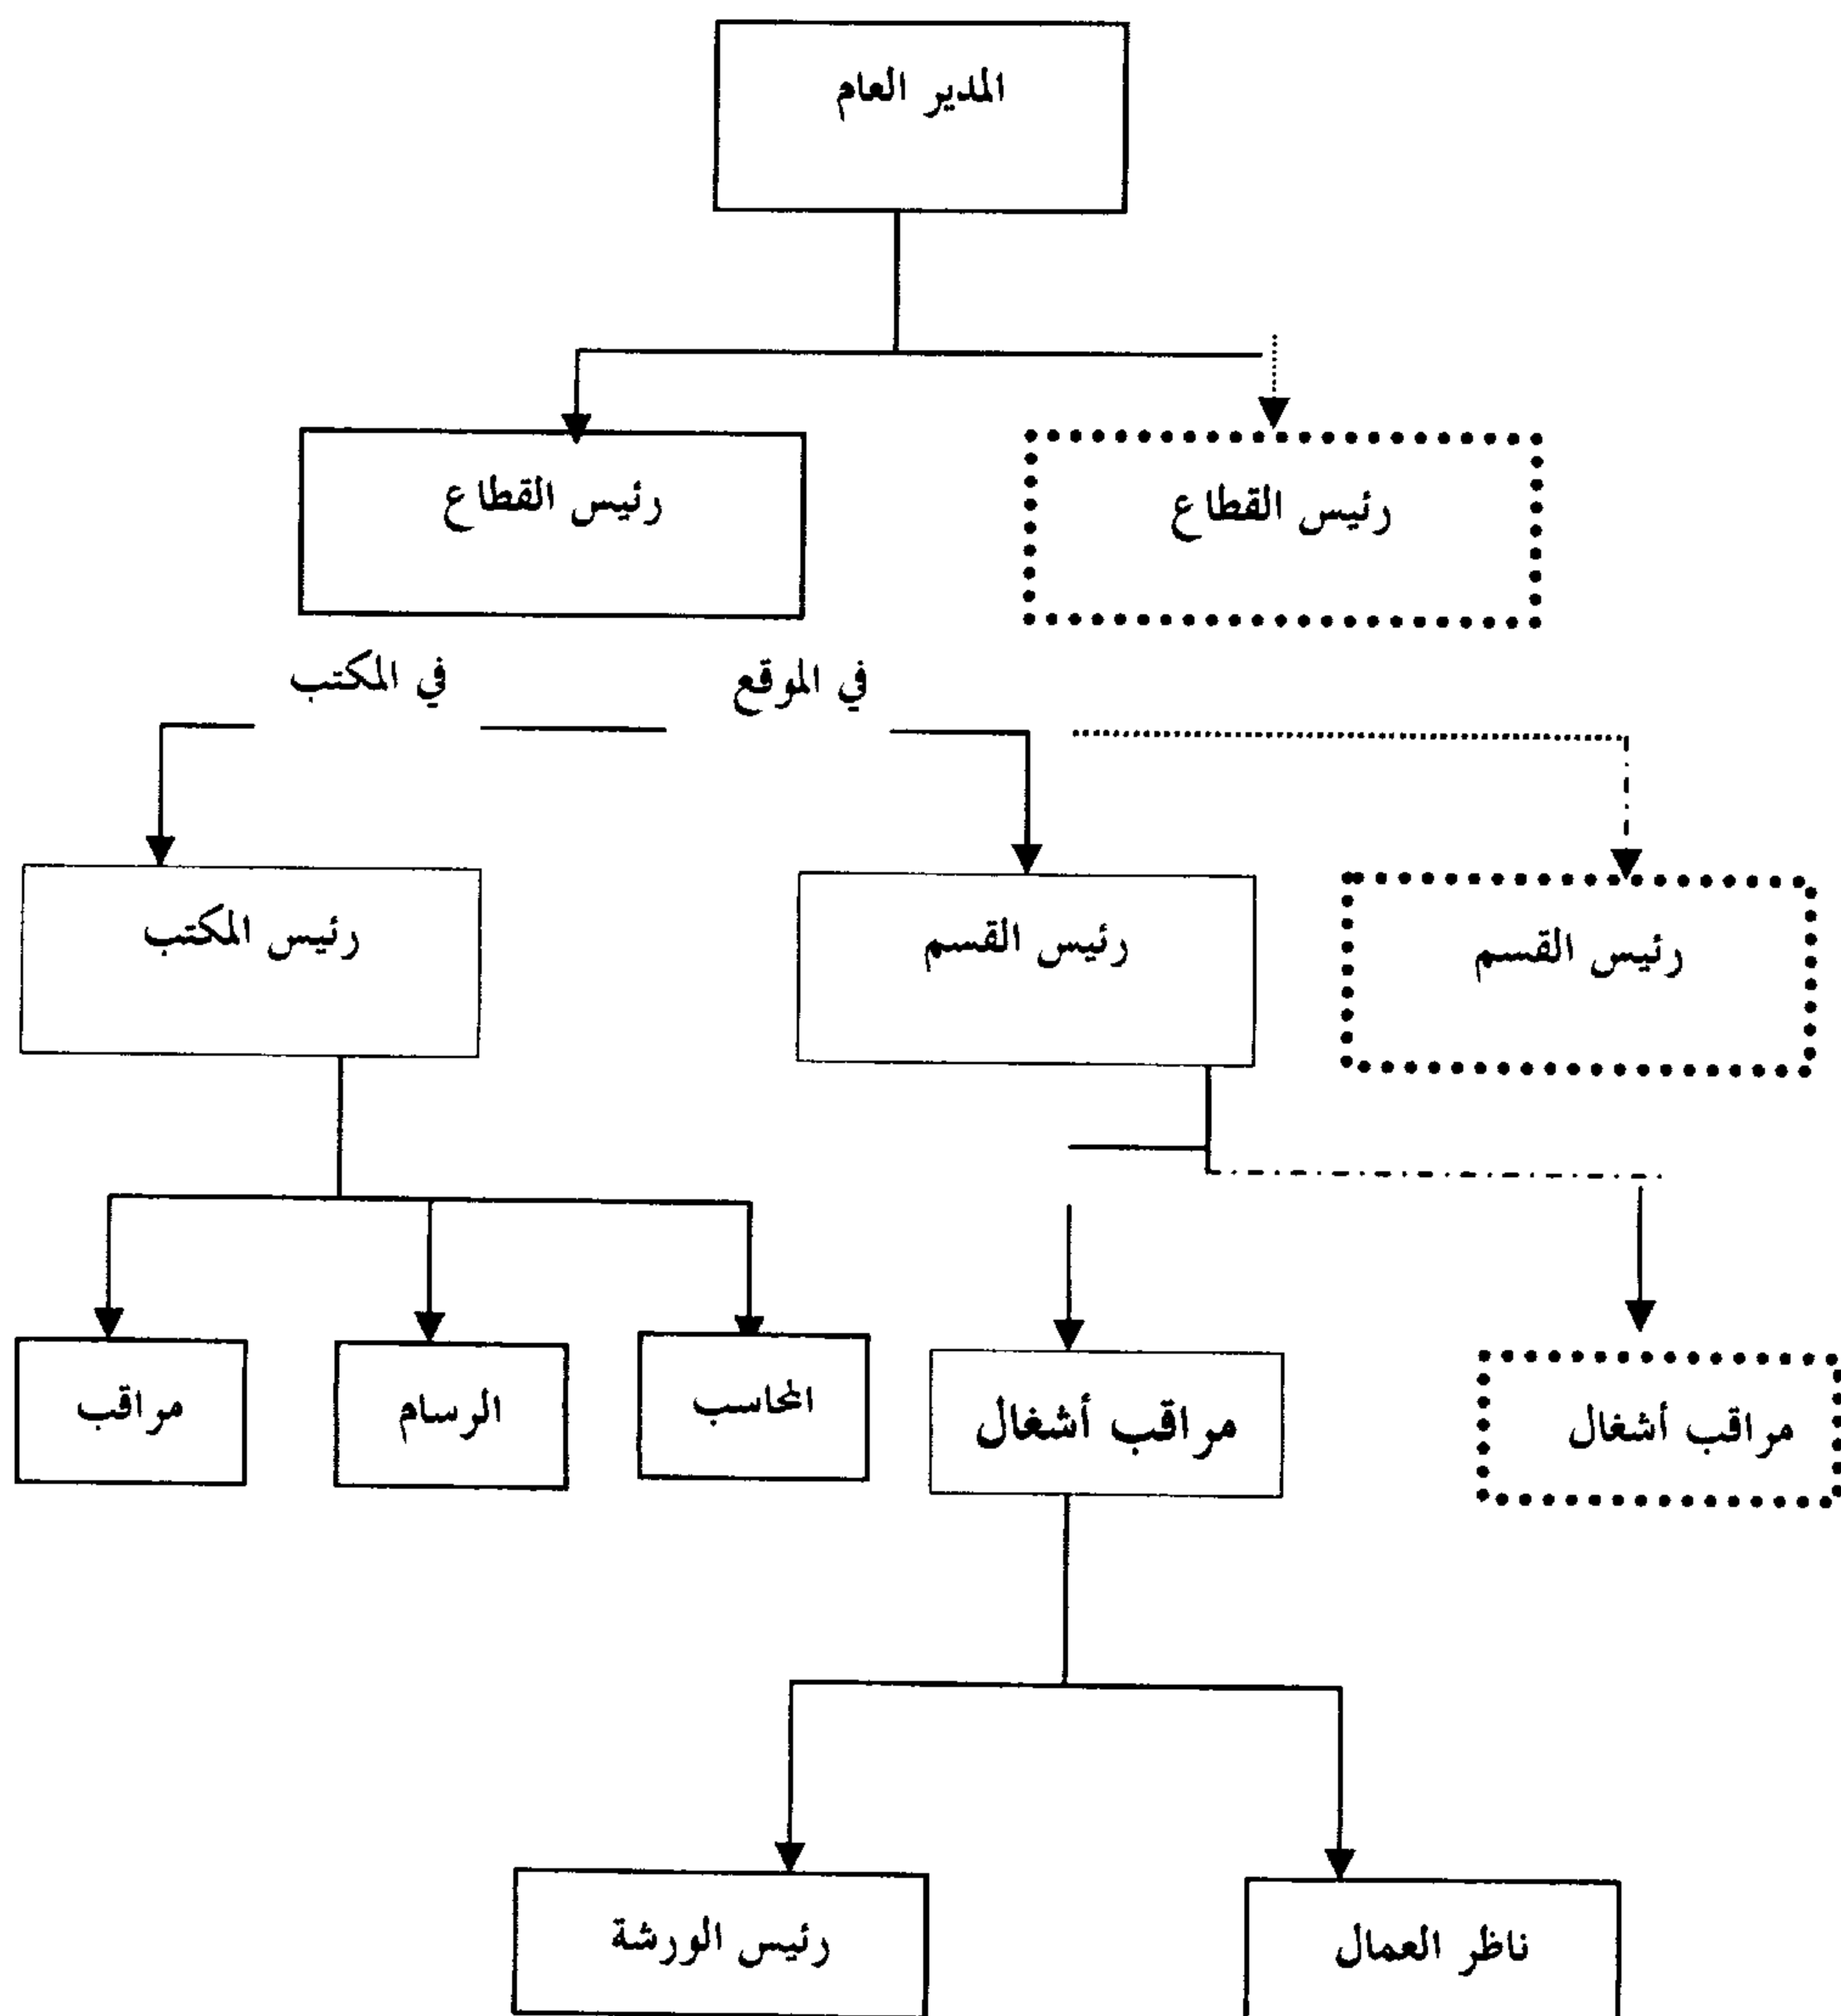 المدير العام
رئيس القطاع
رئيس القطاع
في الموقع
في المكتب
رئيس القسم
رئيس القسم
رئيس المكتب
مراقب أشغال
مراقب أشغال
المحاسب
الرسام
مراقب
ناظر العمال
رئيس الورشة